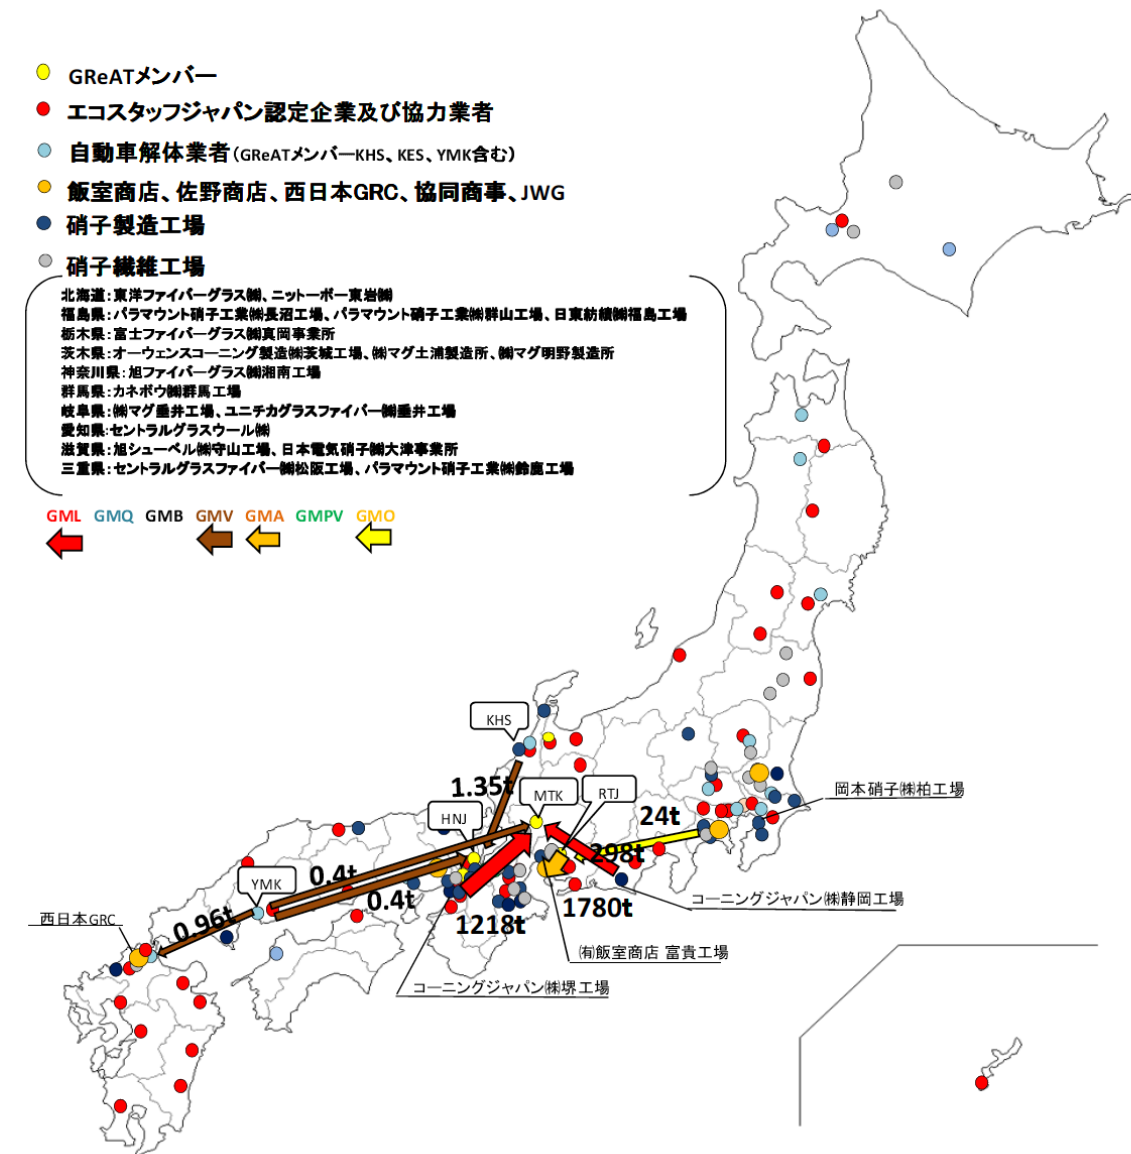 GReATメンバー
エコスタッフジャパン認定企業及び協力業者
自動車解体業者(GReATメンバーKHS、KES、YMK含む)
飯室商店、佐野商店、西日本GRC、協同商事、JWG
硝子製造工場
硝子繊維工場
北海道:東洋ファイバーグラス㈱、ニットーボー東岩㈱
福島県:パラマウント硝子工業㈱長沼工場、パラマウント硝子工業㈱群山工場、日東紡績㈱福島工場
栃木県:富士ファイバーグラス㈱真岡事業所
茨木県:オーウェンスコーニング製造㈱茨城工場、㈱マグ土浦製造所、㈱マグ明野製造所
神奈川県:旭ファイバーグラス㈱湘南工場
群馬県:カネボウ㈱群馬工場
岐阜県:㈱マグ垂井工場、ユニチカグラスファイバー㈱垂井工場
愛知県:セントラルグラスウール㈱
滋賀県:旭シューベル㈱守山工場、日本電気硝子㈱大津事業所
三重県:セントラルグラスファイバー㈱松阪工場、パラマウント硝子工業㈱鈴鹿工場
GML GMQ GMB GMV GMA GMPV GMO
KHS
1.35t
MTK
RTJ
HNJ
24t
岡本硝子㈱柏工場
298t
0.4t
YMK
0.4t
コーニングジャパン㈱静岡工場
1780t
西日本GRC
0.96t
1218t
㈲飯室商店 富貴工場
コーニングジャパン㈱堺工場